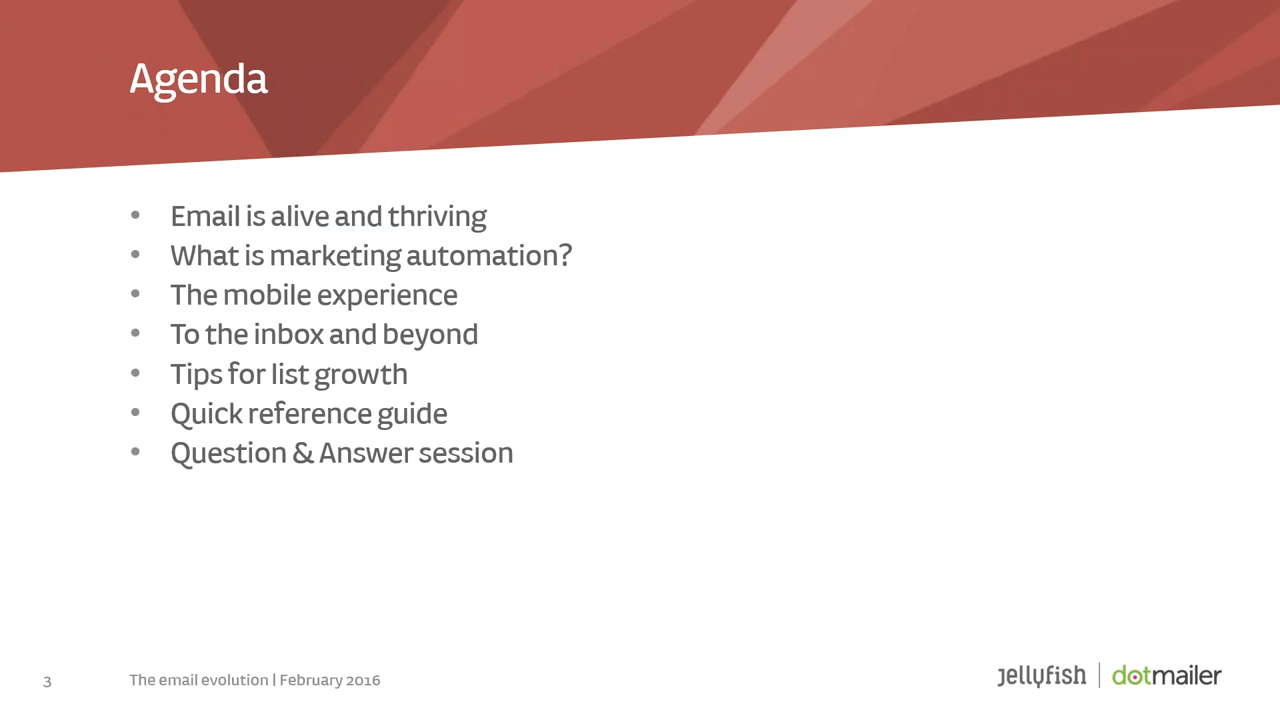 Agenda
• Email is alive and thriving
• What is marketing automation?
• The mobile experience
• To the inbox and beyond
• Tips for list growth
• Quick reference guide
• Question & Answer session
3
The email evolution | February 2016
jellyfish | dotmailer